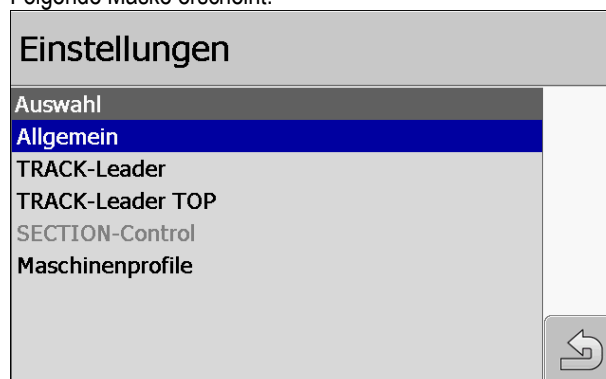 Folgende Maske erscheint:
Einstellungen
Auswahl
Allgemein
TRACK-Leader
TRACK-Leader TOP
SECTION-Control
Maschinenprofile